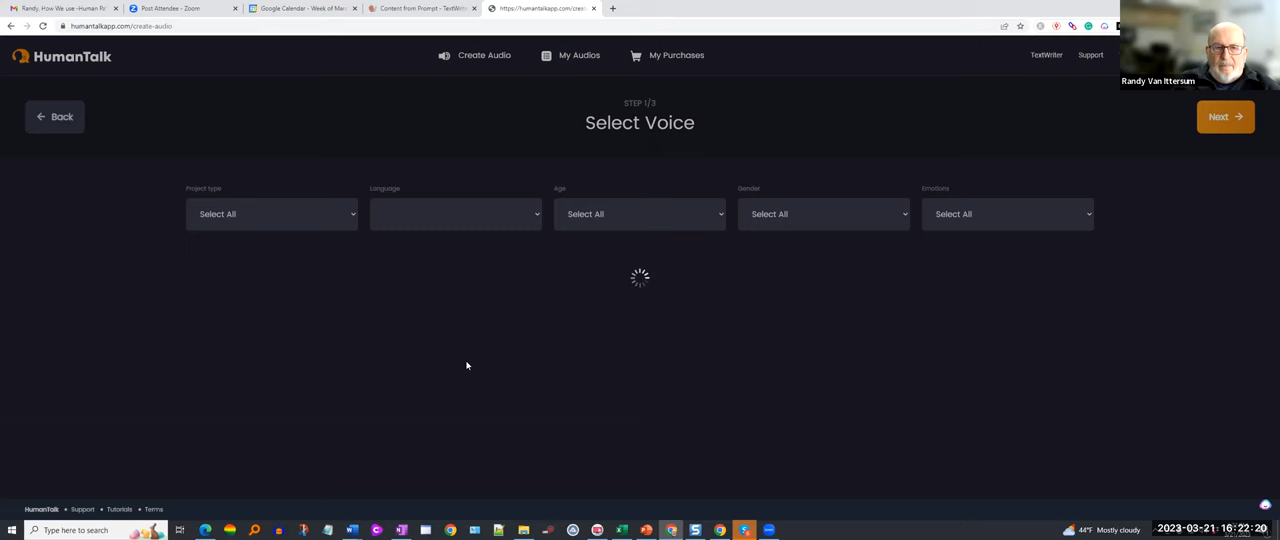 Randy, How We use -Human Pa
Post Attendee - Zoom
Google Calendar - Week of Mar
Content from Prompt - TextWrite
https://humantalkapp.com/crea
humantalkapp.com/create-audio
HumanTalk
Create Audio
My Audios
My Purchases
TextWriter
Support
Randy Van Ittersum
Back
STEP 1/3
Select Voice
Next
Project type
Language
Age
Gender
Emotions
Select All
Select All
Select All
Select All
HumanTalk • Support • Tutorials • Terms
Type here to search
44°F Mostly cloudy
2023-03-21 16:22:20